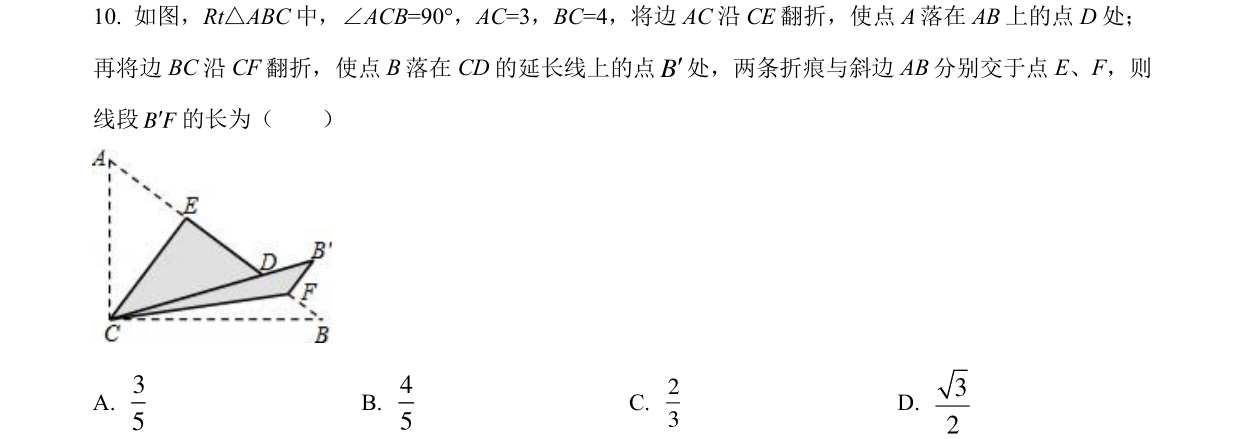 10. 如图，Rt△ABC 中，∠ACB=90°，AC=3，BC=4，将边 AC 沿 CE 翻折，使点 A 落在 AB 上的点 D 处；
再将边 BC 沿 CF 翻折，使点 B 落在 CD 的延长线上的点 B′ 处，两条折痕与斜边 AB 分别交于点 E、F，则
线段 B′F 的长为（　　）
A
E
B'
D
F
C
B
A. 3/5 B. 4/5 C. 2/3 D. √3/2